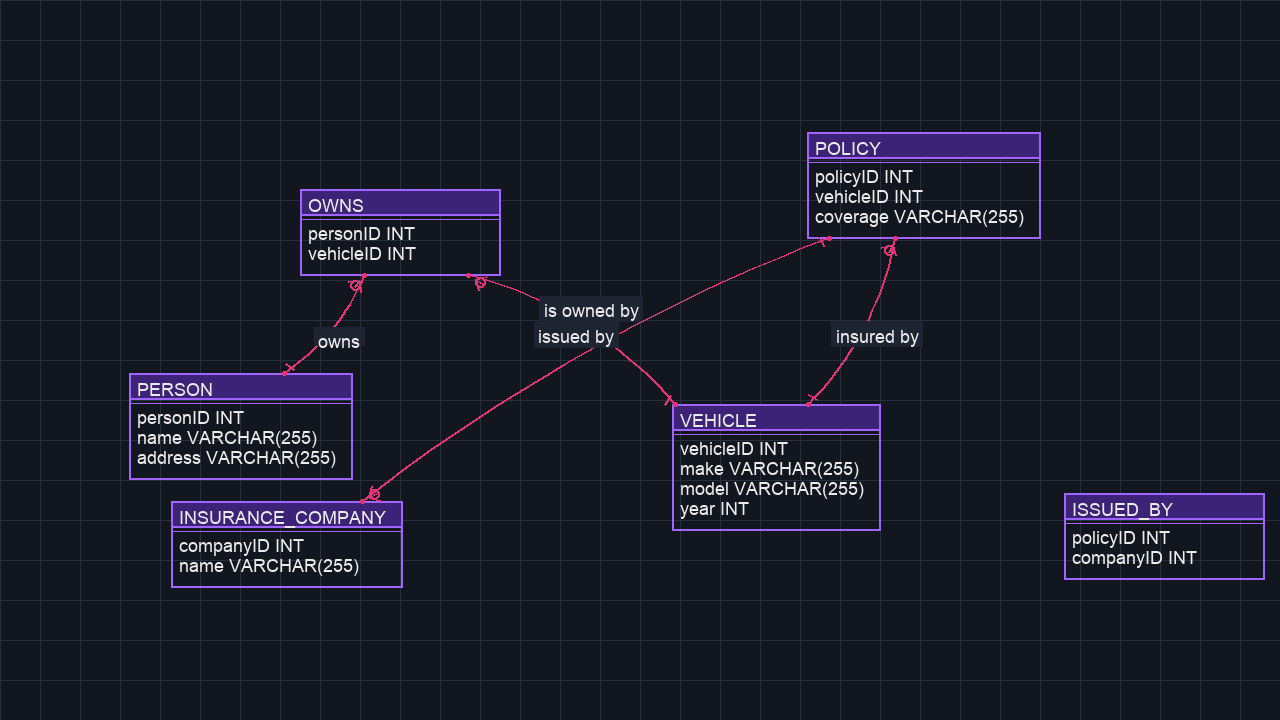 POLICY
policyID INT
vehicleID INT
coverage VARCHAR(255)
OWNS
personID INT
vehicleID INT
is owned by
issued by
insured by
owns
PERSON
personID INT
name VARCHAR(255)
address VARCHAR(255)
VEHICLE
vehicleID INT
make VARCHAR(255)
model VARCHAR(255)
year INT
INSURANCE_COMPANY
companyID INT
name VARCHAR(255)
ISSUED_BY
policyID INT
companyID INT